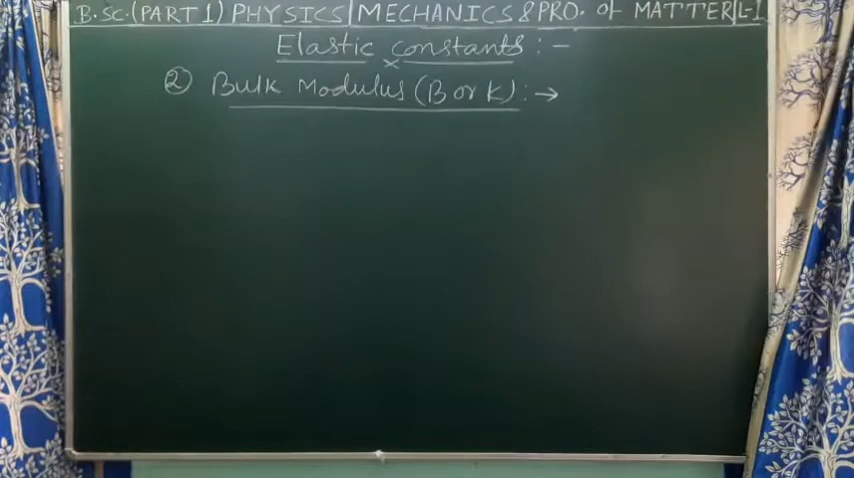 B.Sc.(PART 1) PHYSICS|MECHANICS & PRO. of MATTER|L-1
Elastic constants :-
② Bulk Modulus (B or K) :→